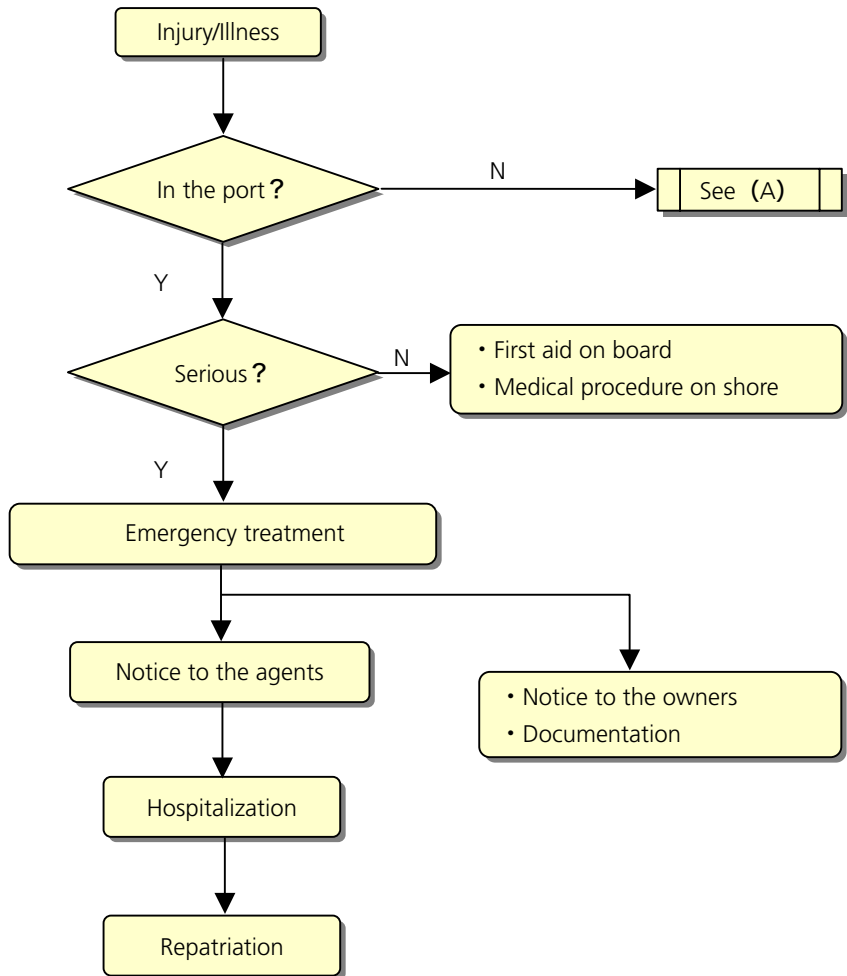 Injury/Illness
In the port？
N
See (A)
Y
Serious？
N
・First aid on board
・Medical procedure on shore
Y
Emergency treatment
Notice to the agents
・Notice to the owners
・Documentation
Hospitalization
Repatriation